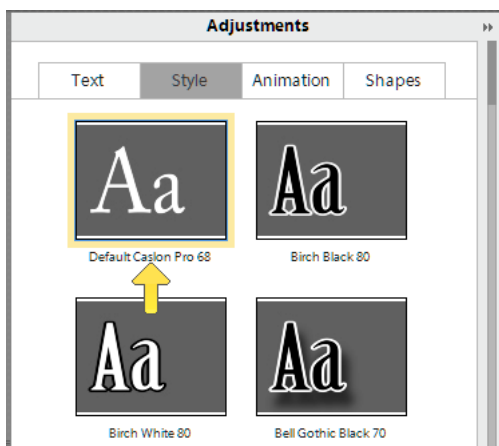 Adjustments
Text Style Animation Shapes
Aa Aa
Default Caslon Pro 68 Birch Black 80
Aa Aa
Birch White 80 Bell Gothic Black 70